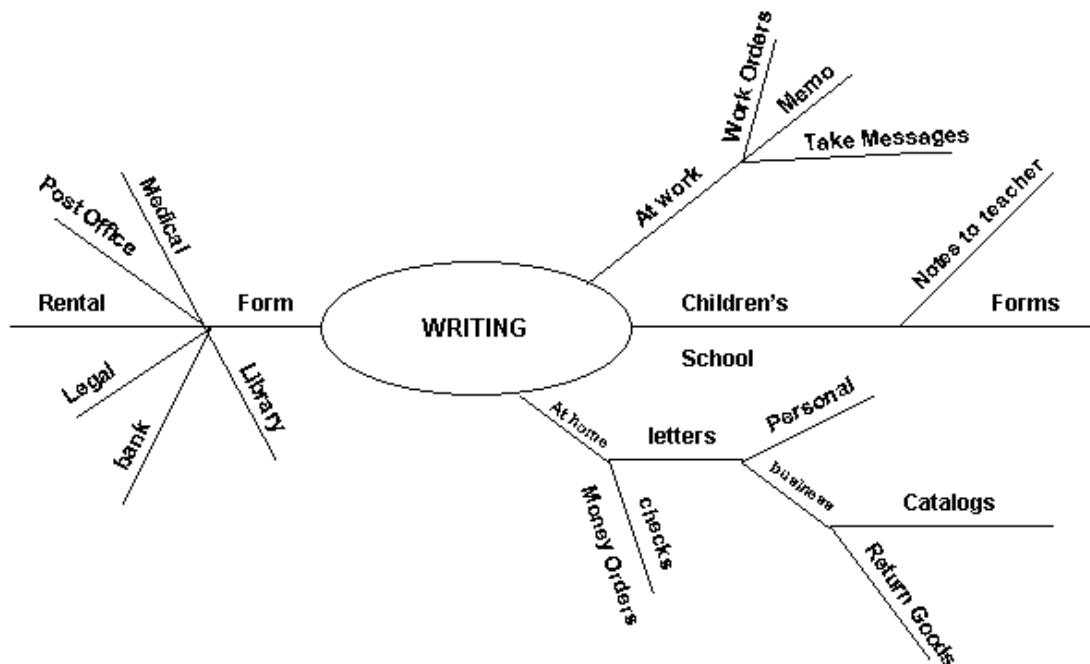 Work Orders
Memo
Take Messages
At work
Medical
Post Office
Rental
Form
Legal
bank
Library
WRITING
Notes to teacher
Children's
Forms
School
At home
letters
Personal
business
Catalogs
Return Goods
checks
Money Orders